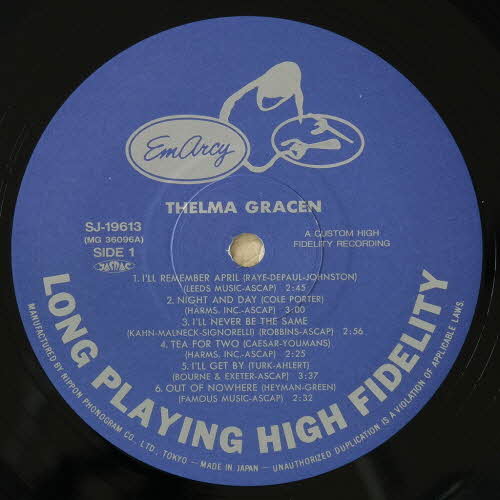 EmArcy
THELMA GRACEN
SJ-19613
(MG 36096A)
SIDE 1
JASRAC
A CUSTOM HIGH
FIDELITY RECORDING
1. I'LL REMEMBER APRIL (RAYE-DEPAUL-JOHNSTON)
(LEEDS MUSIC-ASCAP) 2:45
2. NIGHT AND DAY (COLE PORTER)
(HARMS, INC.-ASCAP) 3:00
3. I'LL NEVER BE THE SAME
(KAHN-MALNECK-SIGNORELLI) (ROBBINS-ASCAP) 2:56
4. TEA FOR TWO (CAESAR-YOUMANS)
(HARMS, INC.-ASCAP) 2:25
5. I'LL GET BY (TURK-AHLERT)
(BOURNE & EXETER-ASCAP) 3:37
6. OUT OF NOWHERE (HEYMAN-GREEN)
(FAMOUS MUSIC-ASCAP) 2:32
LONG PLAYING HIGH FIDELITY
MANUFACTURED BY NIPPON PHONOGRAM CO., LTD., TOKYO — MADE IN JAPAN — UNAUTHORIZED DUPLICATION IS A VIOLATION OF APPLICABLE LAWS.